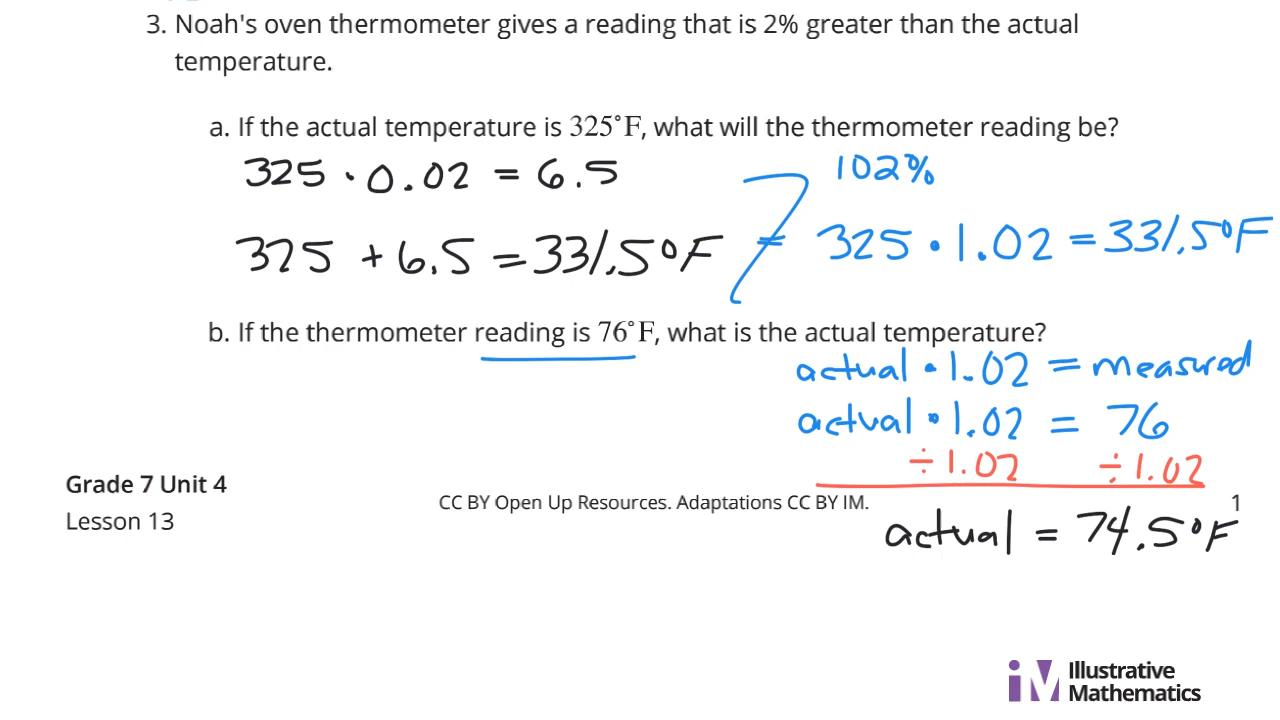 3. Noah's oven thermometer gives a reading that is 2% greater than the actual
temperature.
a. If the actual temperature is 325°F, what will the thermometer reading be?
325 · 0.02 = 6.5
102%
325 + 6.5 = 331.5°F
= 325 · 1.02 = 331.5°F
b. If the thermometer reading is 76°F, what is the actual temperature?
actual · 1.02 = measured
actual · 1.02 = 76
÷ 1.02 ÷ 1.02
Grade 7 Unit 4
Lesson 13
CC BY Open Up Resources. Adaptations CC BY IM.
1
actual = 74.5°F
Illustrative
Mathematics